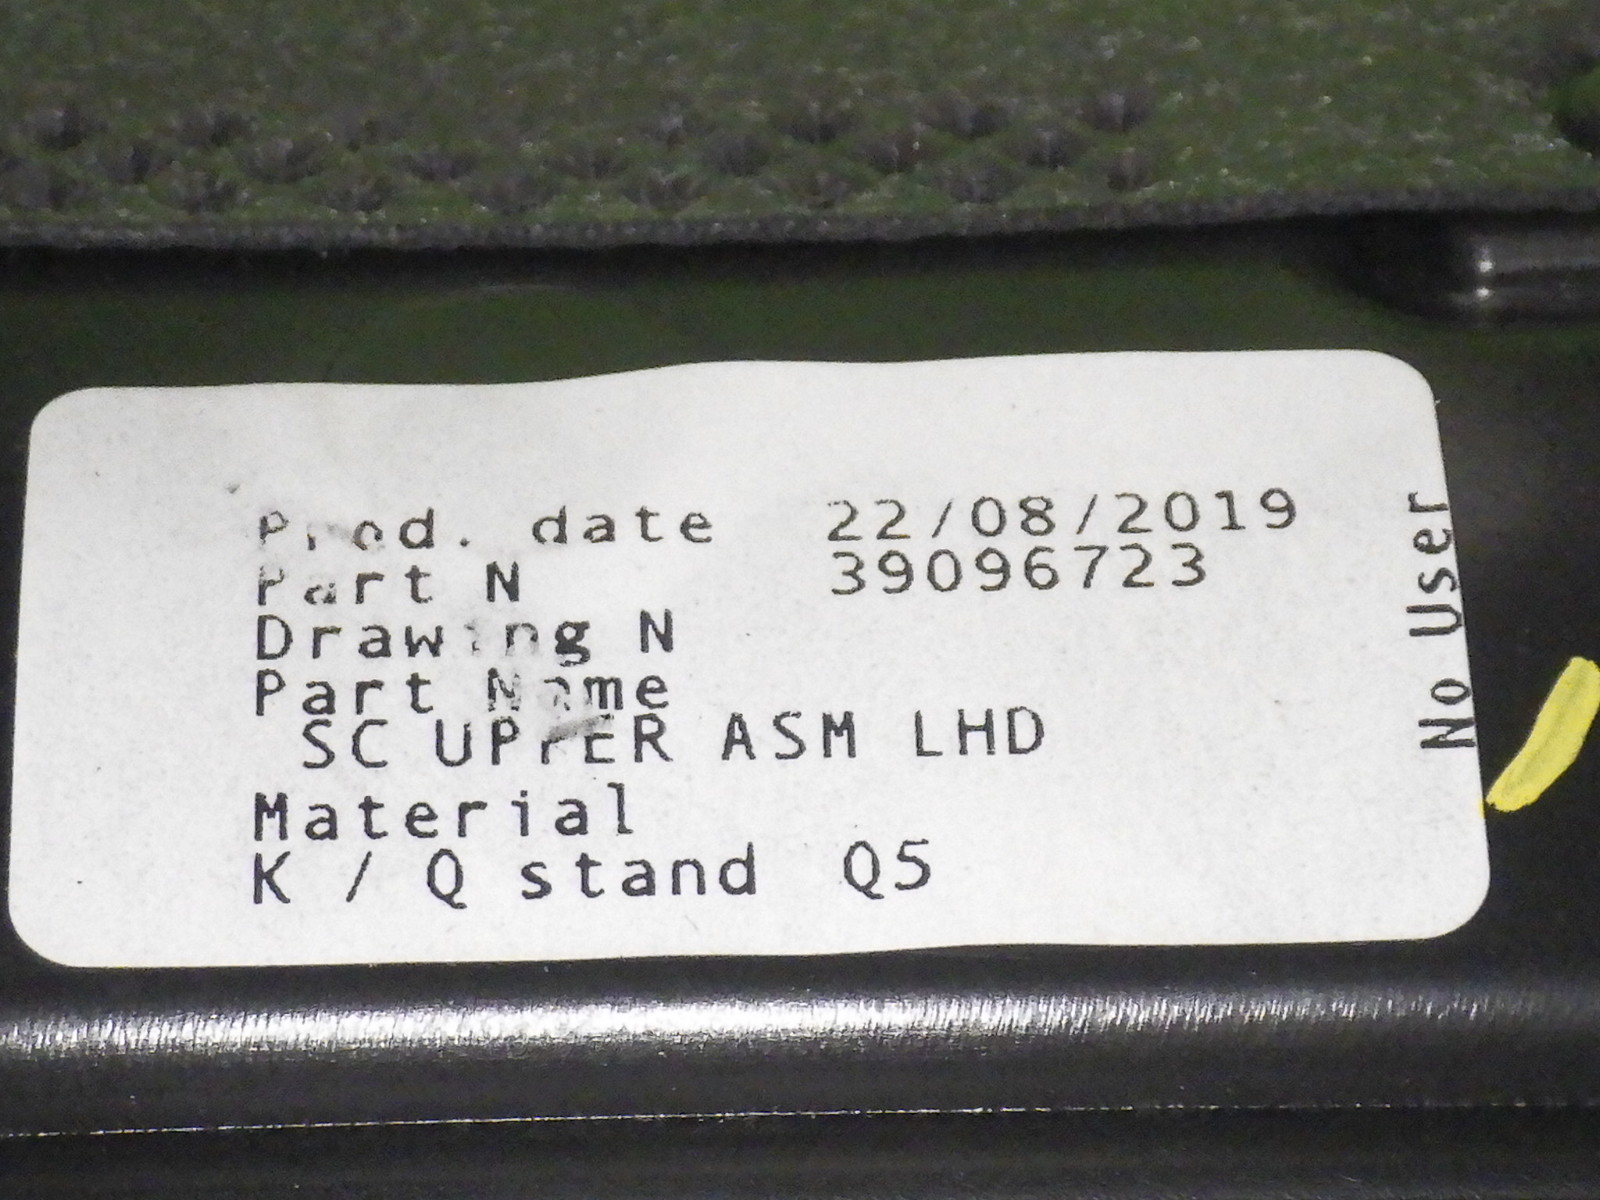 Prod. date 22/08/2019
Part N 39096723
Drawing N
Part Name
SC UPPER ASM LHD
Material
K / Q stand Q5
No User